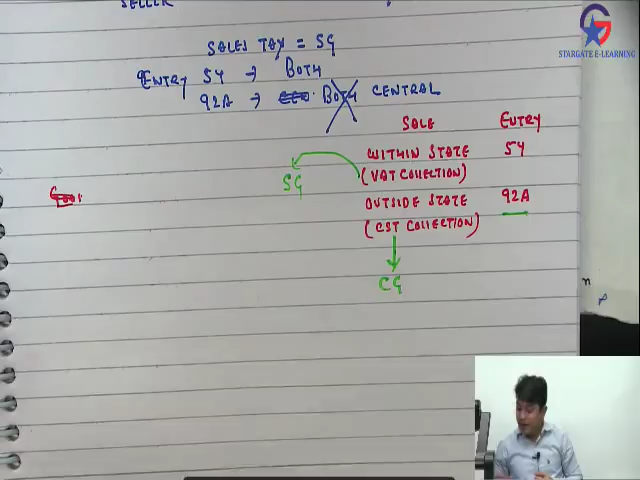 SELLER
STARGATE E-LEARNING
SALES TAX = SG
ENTRY 54 → BOTH
92A → BOTH CENTRAL
SALE ENTRY
WITHIN STATE 54
(VAT COLLECTION)
SG
OUTSIDE STATE 92A
(CST COLLECTION)
CG